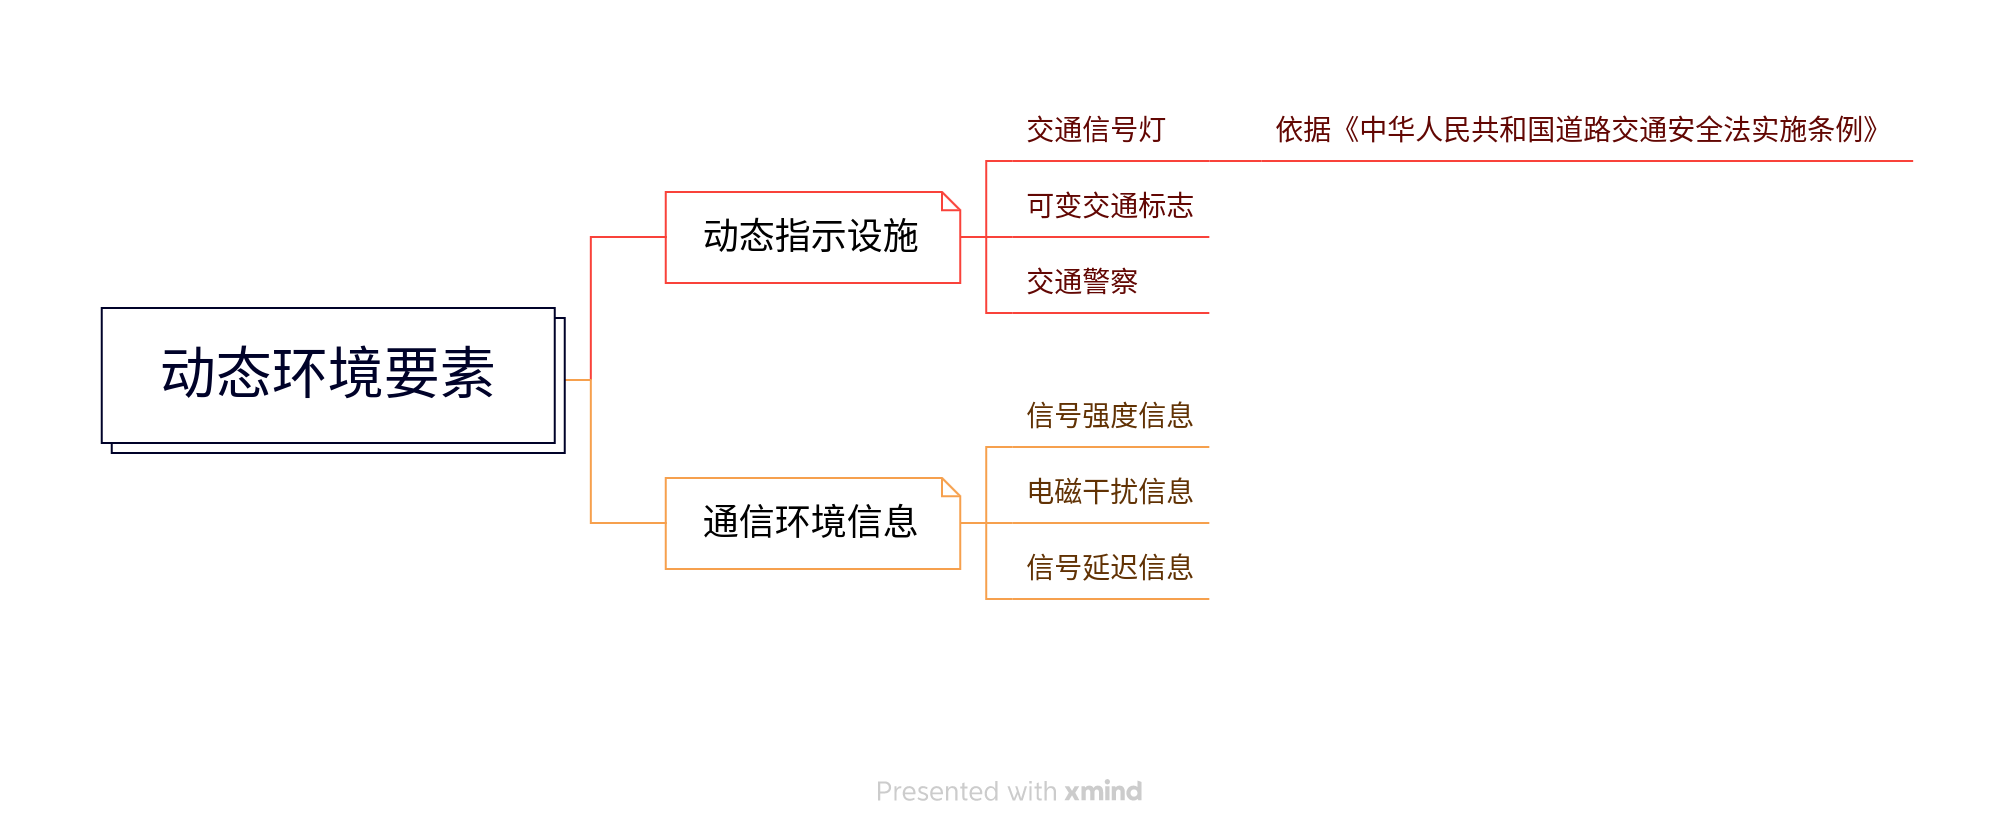 动态环境要素
动态指示设施
交通信号灯
依据《中华人民共和国道路交通安全法实施条例》
可变交通标志
交通警察
通信环境信息
信号强度信息
电磁干扰信息
信号延迟信息
Presented with xmind